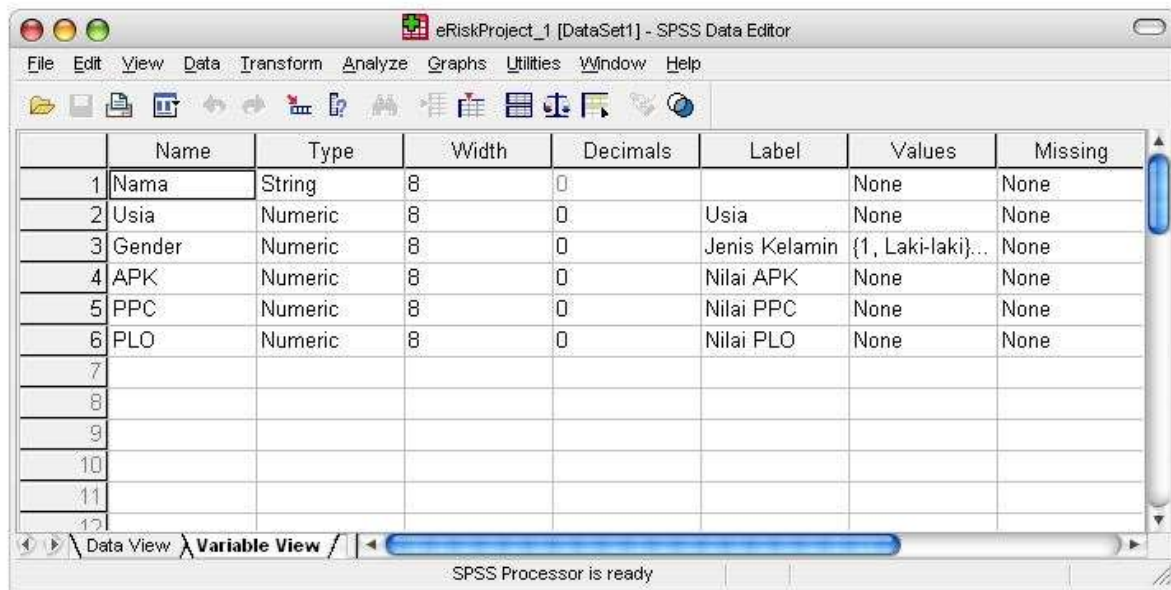 eRiskProject_1 [DataSet1] - SPSS Data Editor
File Edit View Data Transform Analyze Graphs Utilities Window Help
Name Type Width Decimals Label Values Missing
1 Nama String 8 0 None None
2 Usia Numeric 8 0 Usia None None
3 Gender Numeric 8 0 Jenis Kelamin {1, Laki-laki}... None
4 APK Numeric 8 0 Nilai APK None None
5 PPC Numeric 8 0 Nilai PPC None None
6 PLO Numeric 8 0 Nilai PLO None None
7
8
9
10
11
12
Data View Variable View
SPSS Processor is ready